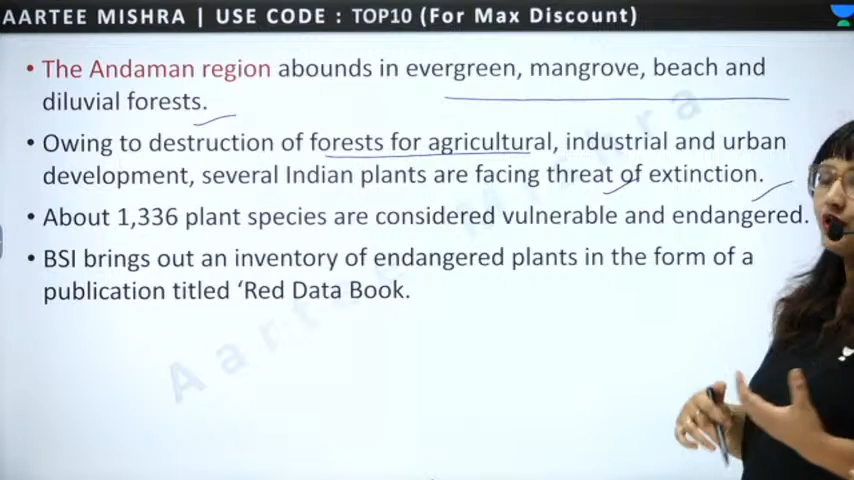 AARTEE MISHRA | USE CODE : TOP10 (For Max Discount)
• The Andaman region abounds in evergreen, mangrove, beach and
diluvial forests.
• Owing to destruction of forests for agricultural, industrial and urban
development, several Indian plants are facing threat of extinction.
• About 1,336 plant species are considered vulnerable and endangered.
• BSI brings out an inventory of endangered plants in the form of a
publication titled ‘Red Data Book.
Aartee Mishra